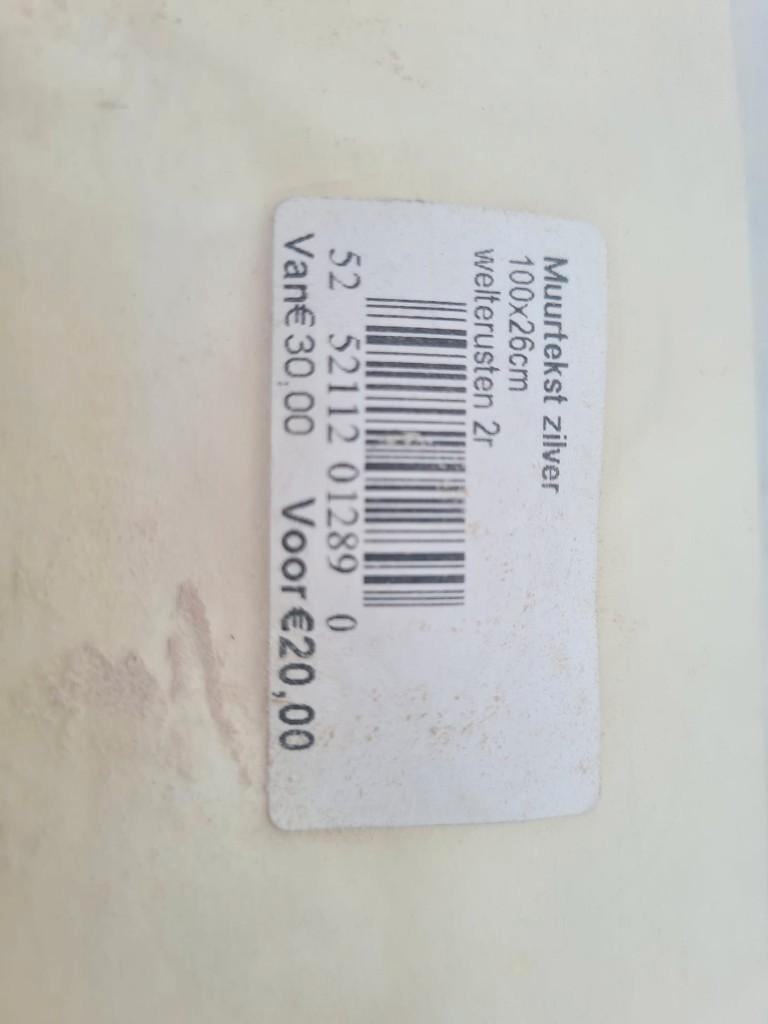 Muurtekst zilver
100x26cm
welterusten 2r
52 52112 01289 0
Van€30,00 Voor€20,00